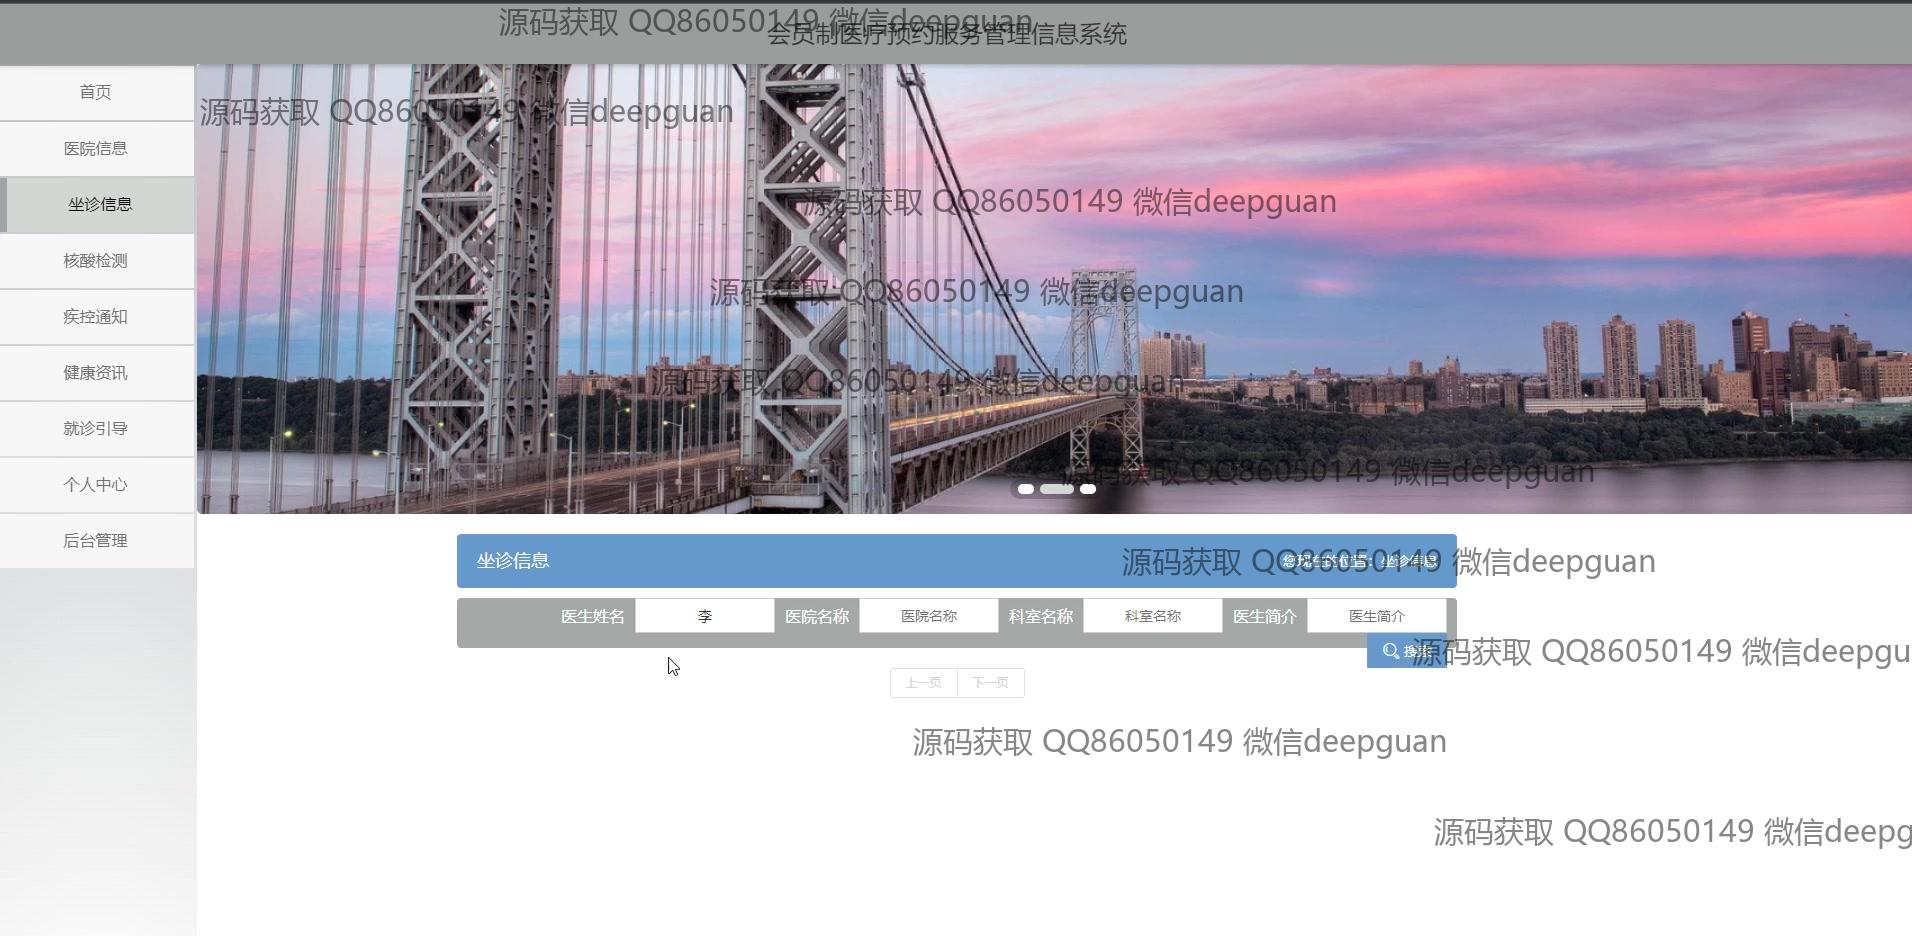 源码获取 QQ86050149 微信deepguan
会员制医疗预约服务管理信息系统
首页
源码获取 QQ86050149 微信deepguan
医院信息
坐诊信息
源码获取 QQ86050149 微信deepguan
核酸检测
源码获取 QQ86050149 微信deepguan
疾控通知
健康资讯
源码获取 QQ86050149 微信deepguan
就诊引导
源码获取 QQ86050149 微信deepguan
个人中心
后台管理
坐诊信息 您现在的位置：坐诊信息
源码获取 QQ86050149 微信deepguan
医生姓名 李 医院名称 医院名称 科室名称 科室名称 医生简介 医生简介
搜索
源码获取 QQ86050149 微信deepgu
上一页 下一页
源码获取 QQ86050149 微信deepguan
源码获取 QQ86050149 微信deepg